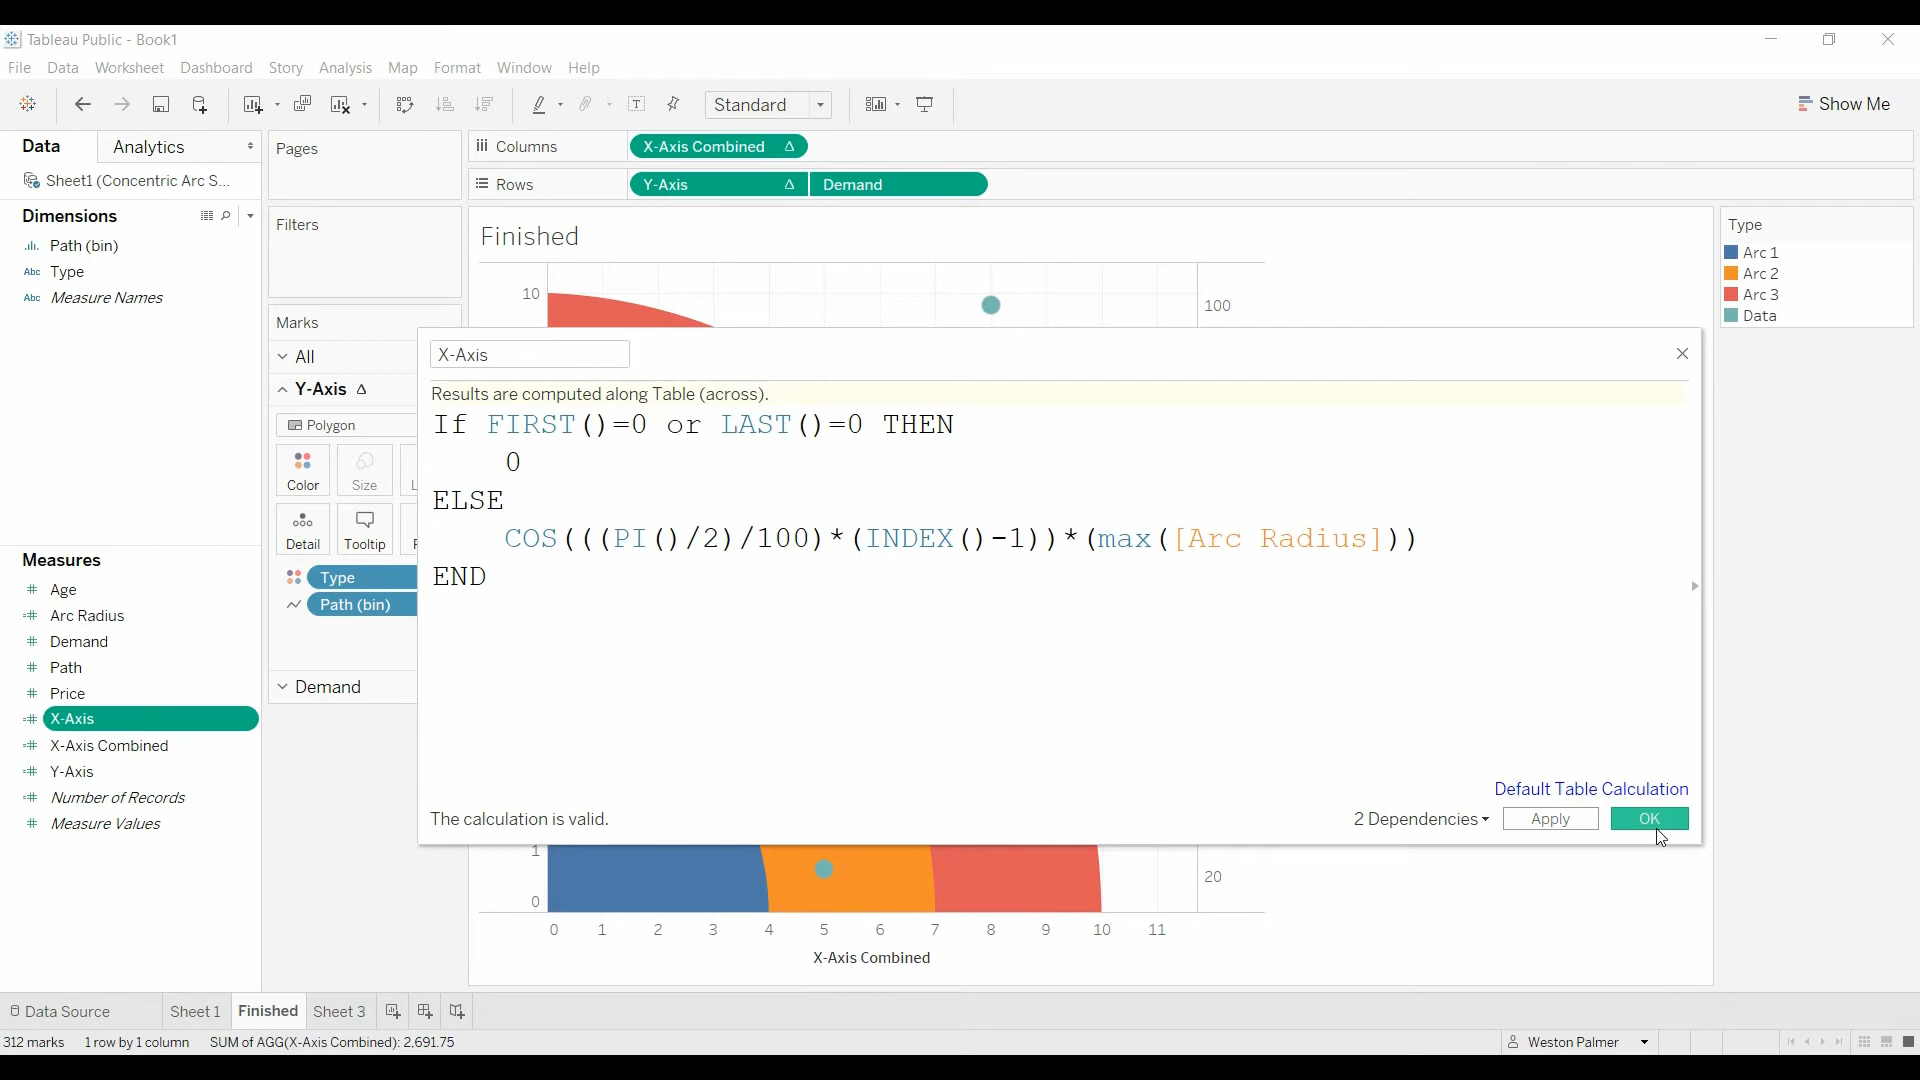 Tableau Public - Book1
File Data Worksheet Dashboard Story Analysis Map Format Window Help
Standard
Show Me
Data
Analytics
Pages
Columns
X-Axis Combined
Δ
Sheet1 (Concentric Arc S...
Rows
Y-Axis
Δ
Demand
Dimensions
Path (bin)
Abc Type
Abc Measure Names
Filters
Finished
Type
Arc 1
Arc 2
Arc 3
Data
10
100
Marks
All
Y-Axis Δ
Polygon
Color
Size
L
Detail
Tooltip
Type
Path (bin)
Demand
X-Axis
Results are computed along Table (across).
If FIRST()=0 or LAST()=0 THEN
0
ELSE
COS(((PI()/2)/100)*(INDEX()-1))*(max([Arc Radius]))
END
Default Table Calculation
The calculation is valid.
2 Dependencies
Apply
OK
Measures
# Age
=# Arc Radius
# Demand
# Path
# Price
=# X-Axis
=# X-Axis Combined
=# Y-Axis
=# Number of Records
# Measure Values
1
0
20
0 1 2 3 4 5 6 7 8 9 10 11
X-Axis Combined
Data Source
Sheet 1
Finished
Sheet 3
312 marks
1 row by 1 column
SUM of AGG(X-Axis Combined): 2,691.75
Weston Palmer